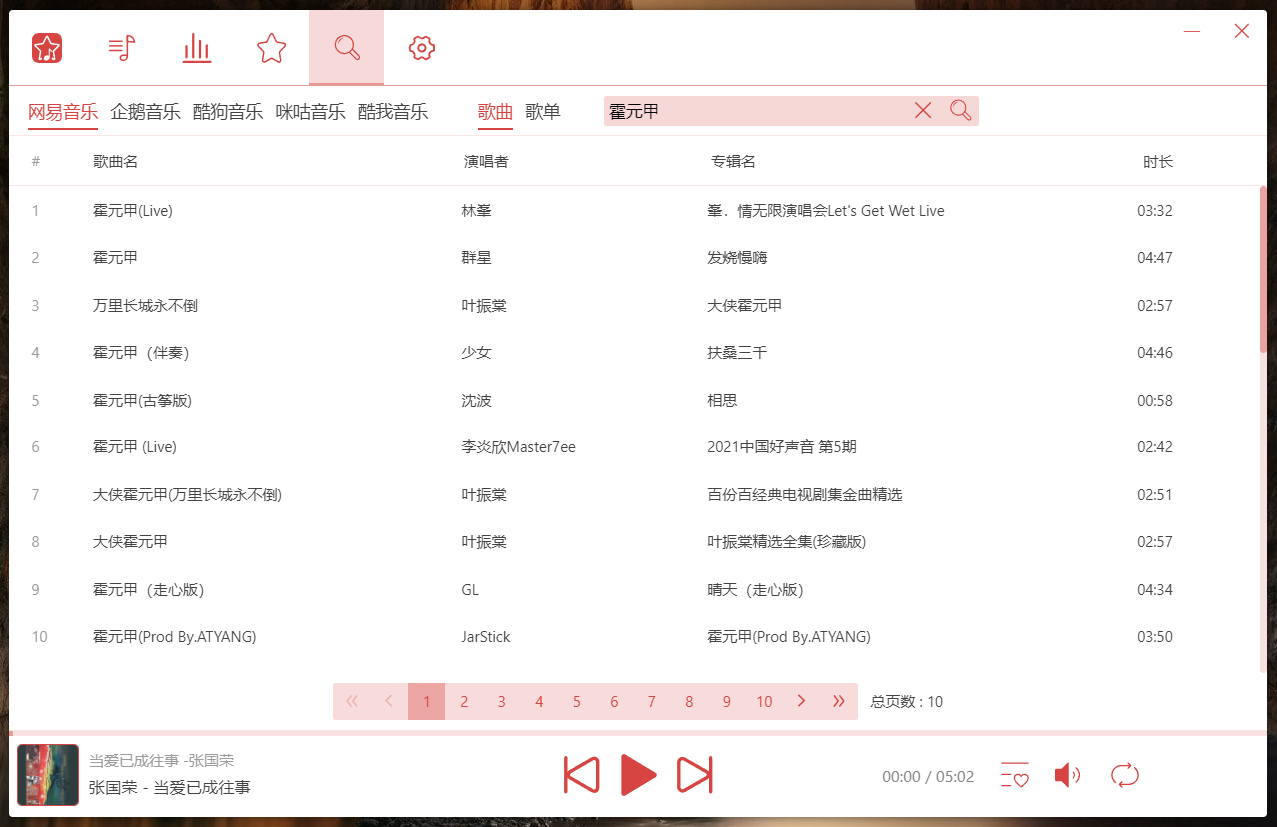 网易音乐 企鹅音乐 酷狗音乐 咪咕音乐 酷我音乐 歌曲 歌单 霍元甲
# 歌曲名 演唱者 专辑名 时长
1 霍元甲(Live) 林峯 峯．情无限演唱会Let's Get Wet Live 03:32
2 霍元甲 群星 发烧慢嗨 04:47
3 万里长城永不倒 叶振棠 大侠霍元甲 02:57
4 霍元甲（伴奏） 少女 扶桑三千 04:46
5 霍元甲(古筝版) 沈波 相思 00:58
6 霍元甲 (Live) 李炎欣Master7ee 2021中国好声音 第5期 02:42
7 大侠霍元甲(万里长城永不倒) 叶振棠 百份百经典电视剧集金曲精选 02:51
8 大侠霍元甲 叶振棠 叶振棠精选全集(珍藏版) 02:57
9 霍元甲（走心版） GL 晴天（走心版） 04:34
10 霍元甲(Prod By.ATYANG) JarStick 霍元甲(Prod By.ATYANG) 03:50
1 2 3 4 5 6 7 8 9 10 总页数 : 10
当爱已成往事 -张国荣
张国荣 - 当爱已成往事
00:00 / 05:02